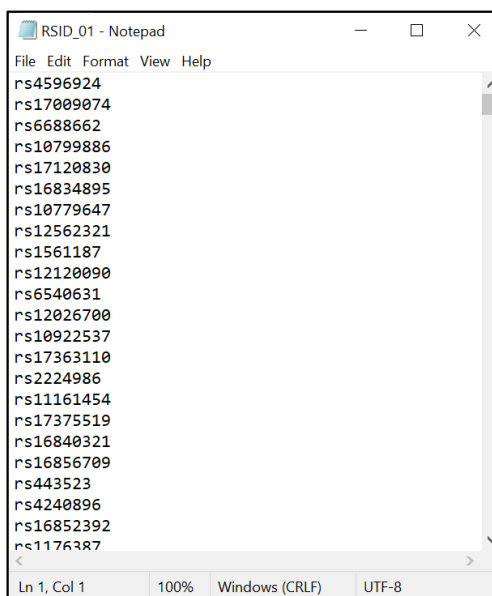 RSID_01 - Notepad
File Edit Format View Help
rs4596924
rs17009074
rs6688662
rs10799886
rs17120830
rs16834895
rs10779647
rs12562321
rs1561187
rs12120090
rs6540631
rs12026700
rs10922537
rs17363110
rs2224986
rs11161454
rs17375519
rs16840321
rs16856709
rs443523
rs4240896
rs16852392
rs1176387
Ln 1, Col 1 100% Windows (CRLF) UTF-8